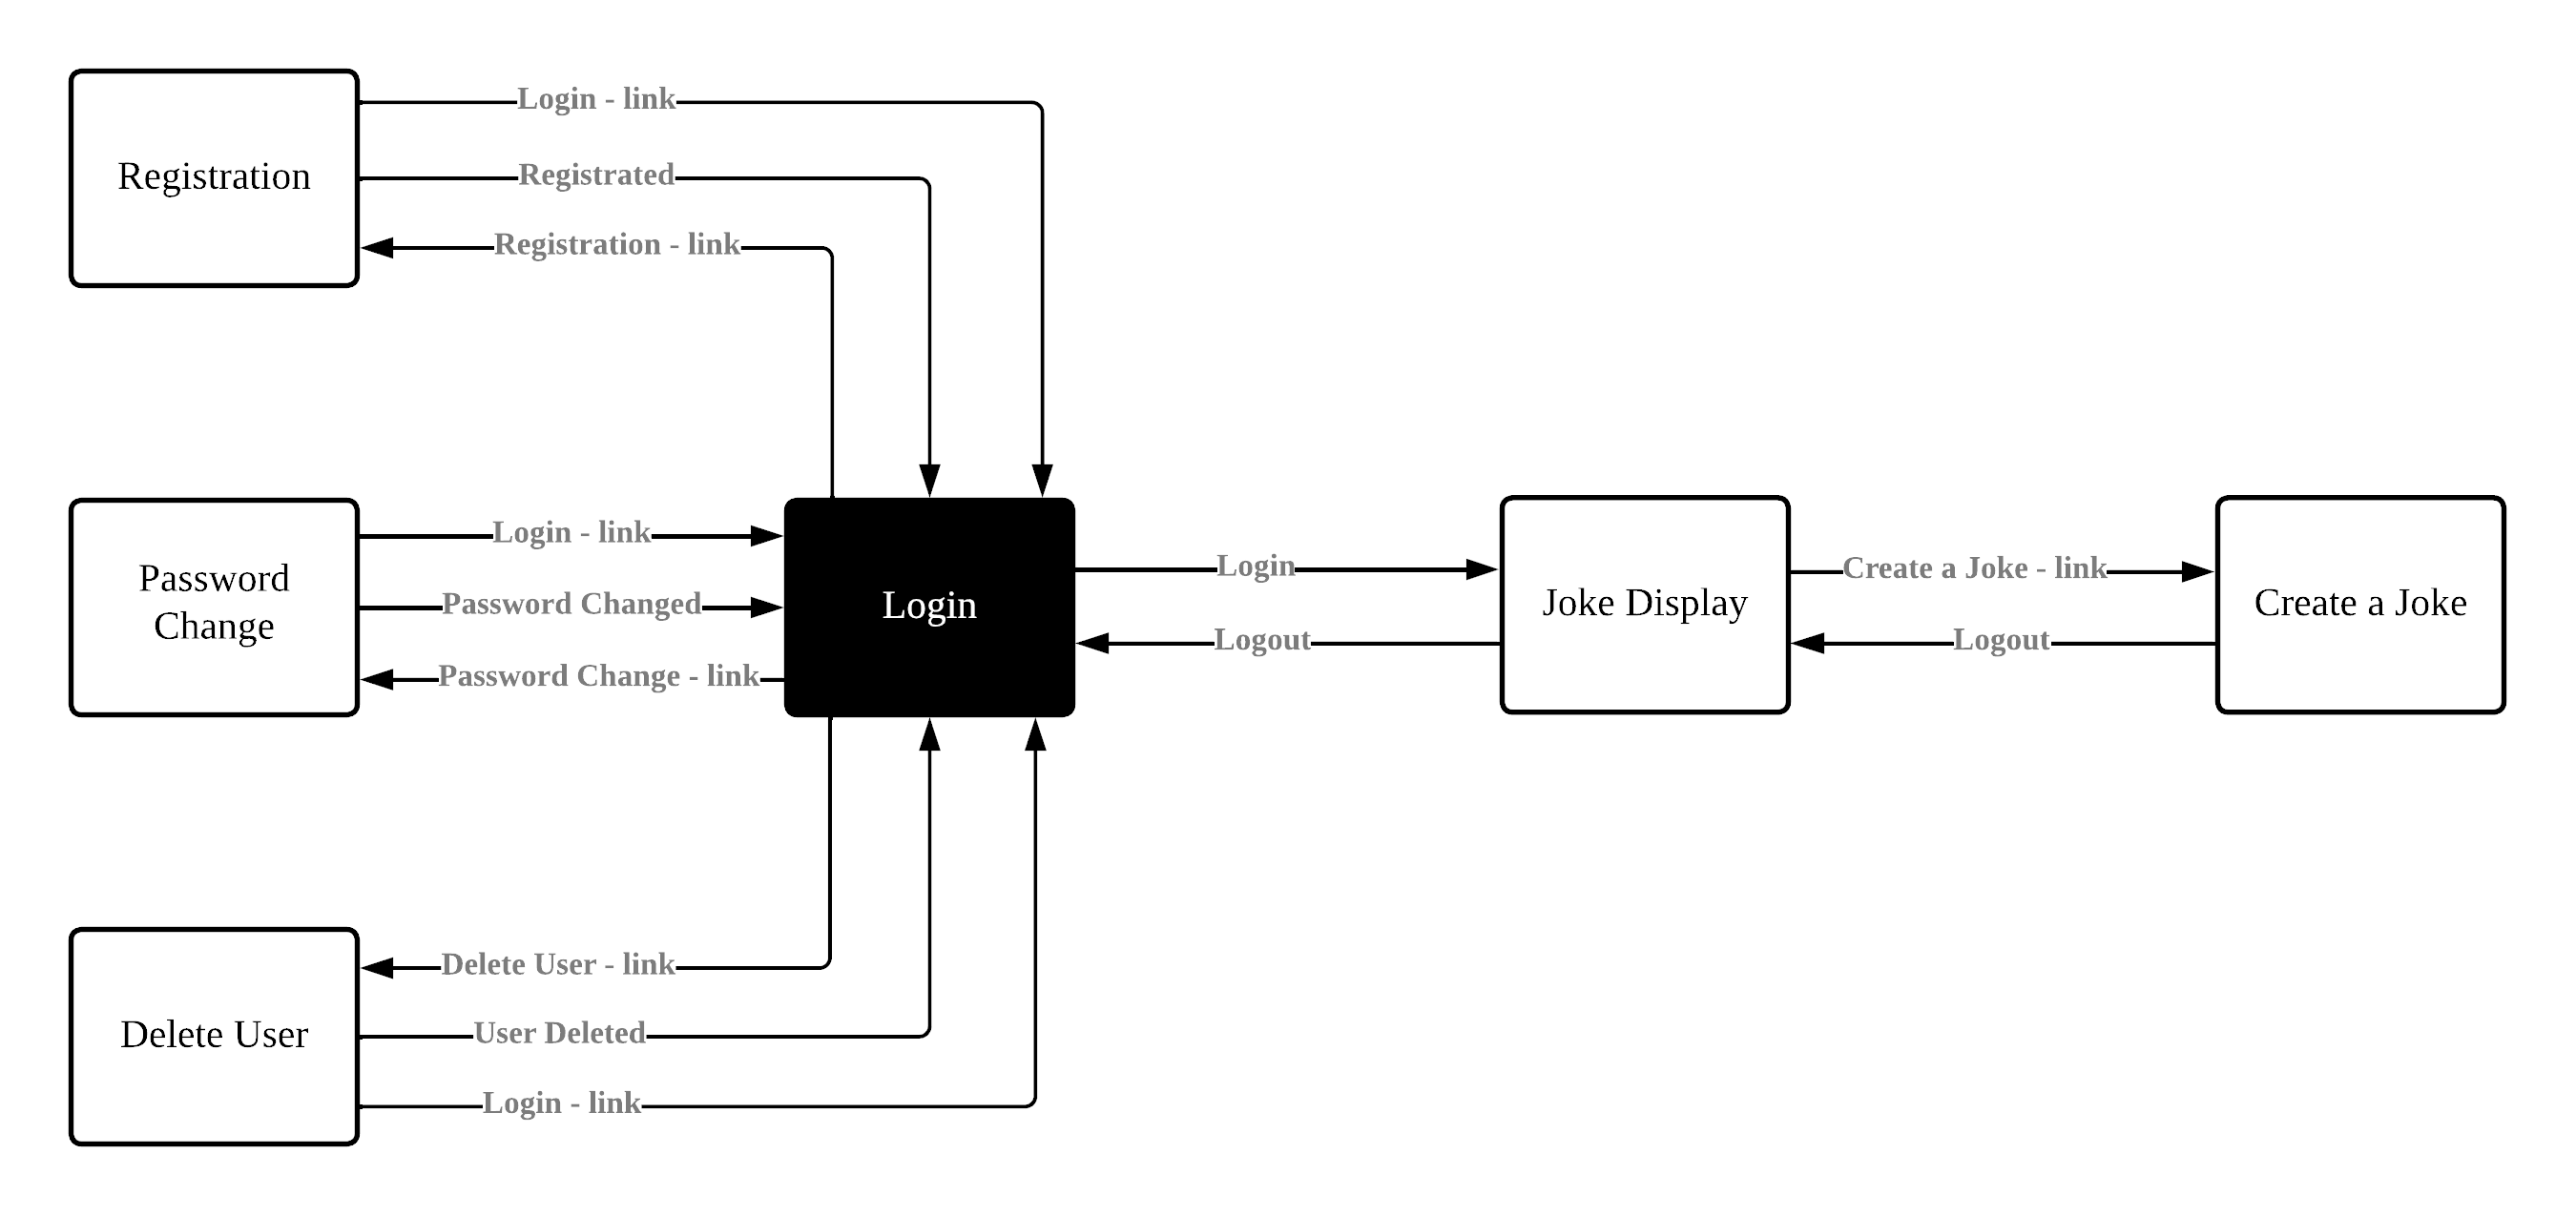 Login - link
Registration
Registrated
Registration - link
Password
Change
Login - link
Password Changed
Password Change - link
Login
Login
Logout
Joke Display
Create a Joke - link
Logout
Create a Joke
Delete User - link
Delete User
User Deleted
Login - link